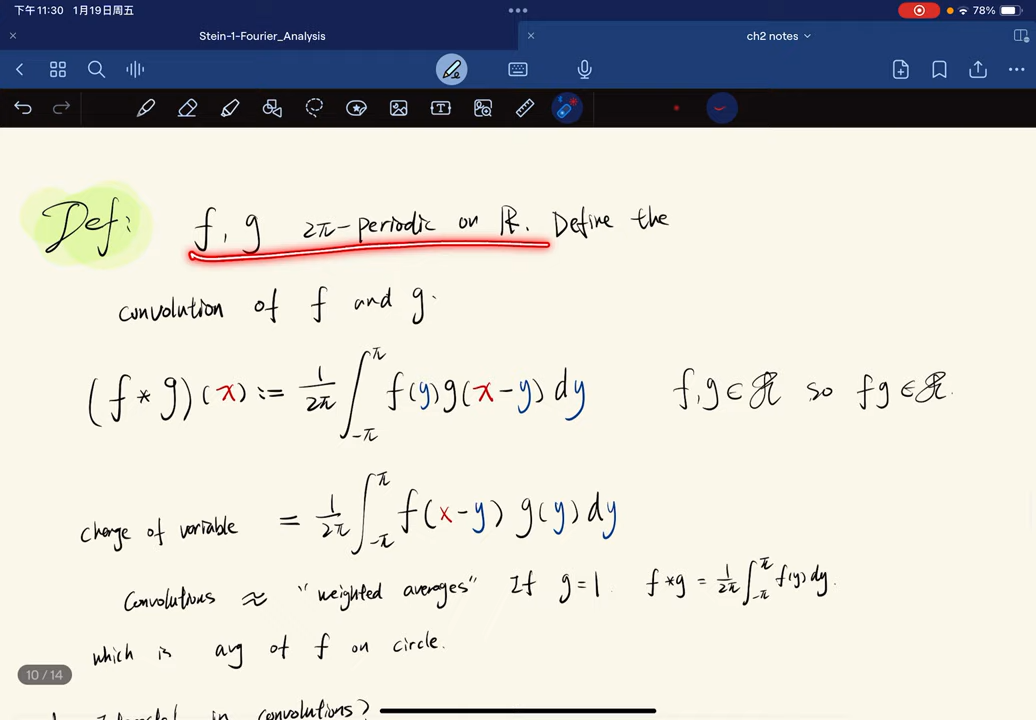 下午11:30 1月19日周五
78%
Stein-1-Fourier_Analysis
ch2 notes
Def: f, g 2π-periodic on ℝ. Define the
convolution of f and g.
(f * g)(x) := 1/2π ∫_{-π}^{π} f(y)g(x-y) dy f, g ∈ ℛ so fg ∈ ℛ.
change of variable = 1/2π ∫_{-π}^{π} f(x-y) g(y) dy
Convolutions ≈ "weighted averages" If g=1 f*g = 1/2π ∫_{-π}^{π} f(y) dy.
which is avg of f on circle.
10/14
in convolutions?